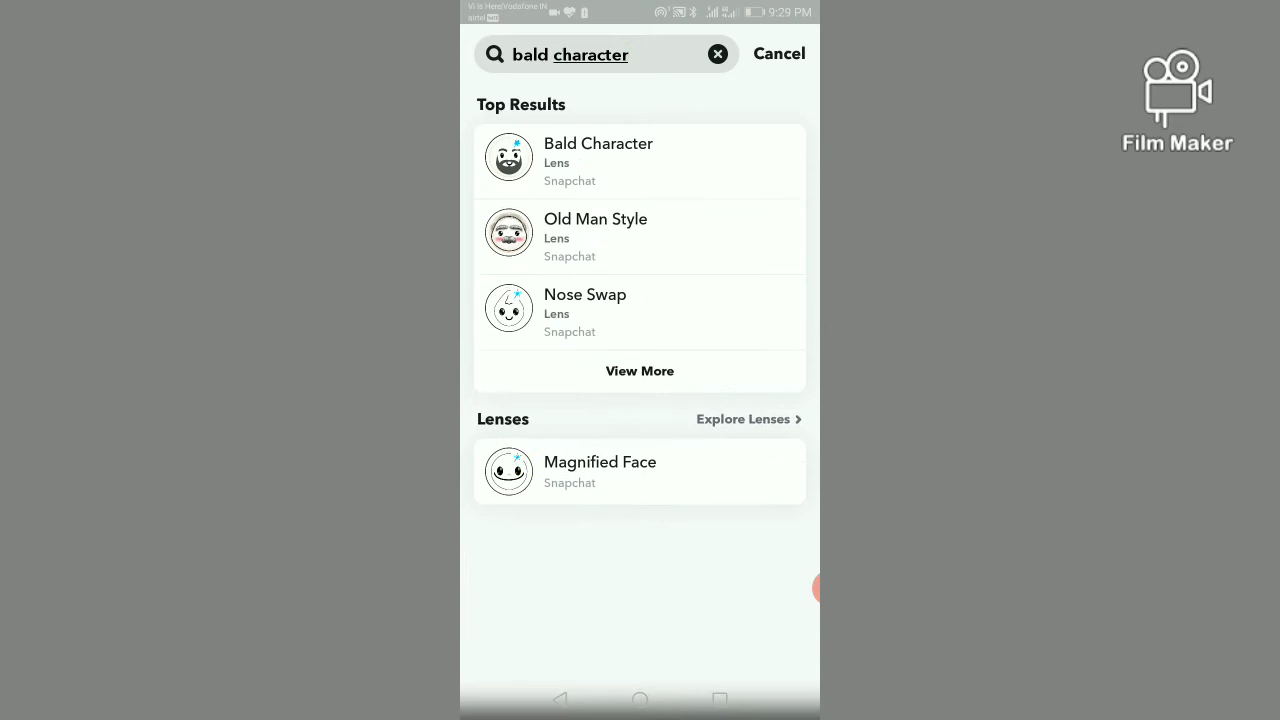 Vi is Here|Vodafone IN
airtel
9:29 PM
bald character
Cancel
Top Results
Bald Character
Lens
Snapchat
Old Man Style
Lens
Snapchat
Nose Swap
Lens
Snapchat
View More
Lenses
Explore Lenses >
Magnified Face
Snapchat
Film Maker